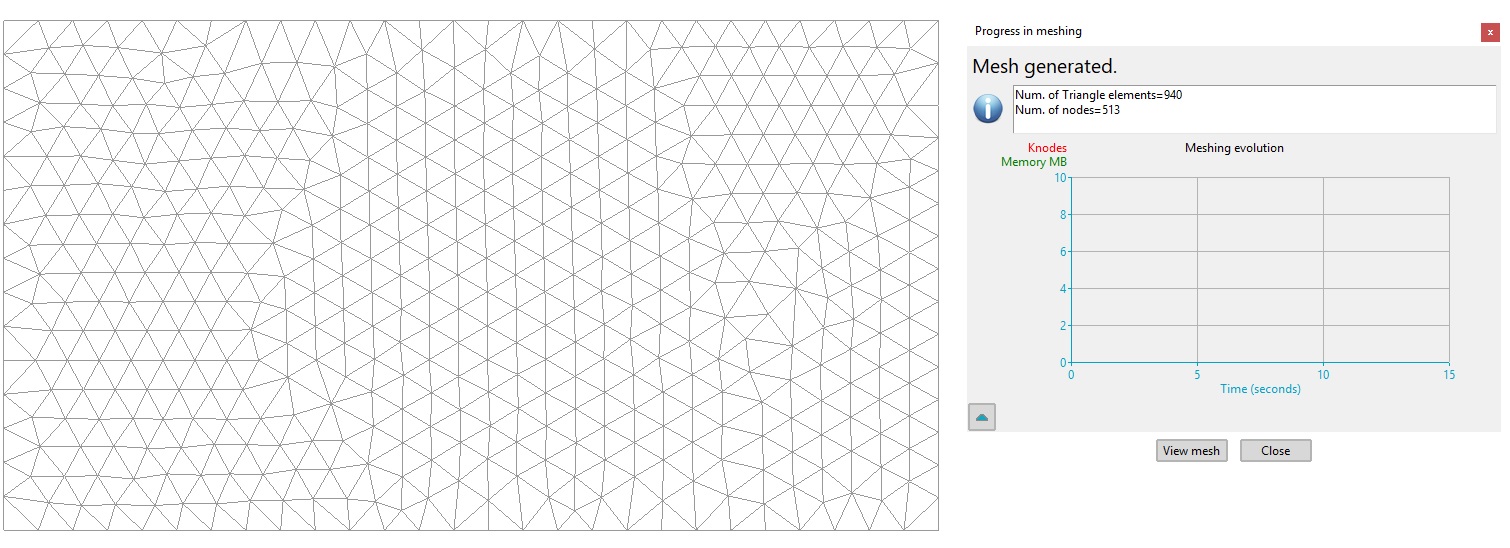 Progress in meshing
x
Mesh generated.
Num. of Triangle elements=940
Num. of nodes=513
Knodes
Memory MB
Meshing evolution
10
8
6
4
2
0
0 5 10 15
Time (seconds)
View mesh Close